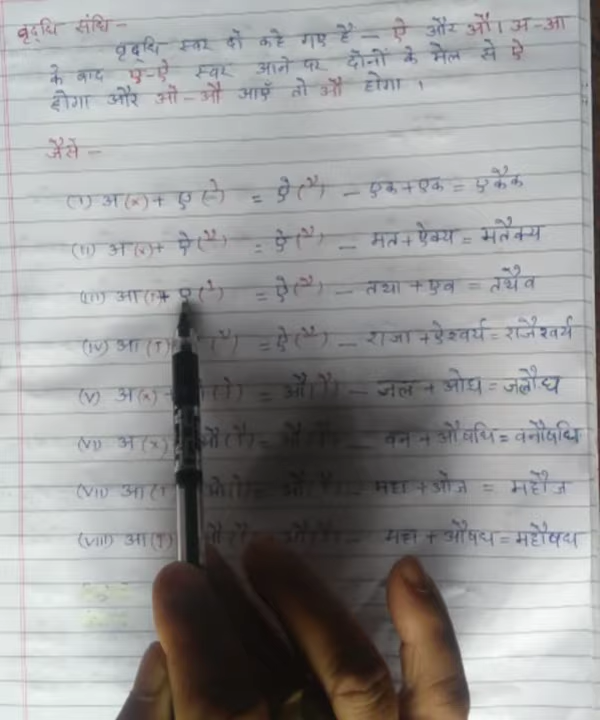 वृद्धि संधि -
वृद्धि स्वर दो कहे गए हैं - ऐ और औ। अ-आ
के बाद ए-ऐ स्वर आने पर दोनों के मेल से ऐ
होगा और ओ-औ आएँ तो औ होगा ।
जैसे -
(i) अ(x) + ए(े) = ऐ(ै) - एक+एक = एकैक
(ii) अ(x) + ऐ(ै) = ऐ(ै) - मत+ऐक्य = मतैक्य
(iii) आ(ा) + ए(े) = ऐ(ै) - तथा+एव = तथैव
(iv) आ(ा) (ै) = ऐ(ै) - राजा+ऐश्वर्य = राजैश्वर्य
(v) अ(x) + (ो) = औ(ौ) - जल + ओध = जलौध
(vi) अ(x) औ(ौ) = औ(ौ) - वन + औषधि = वनौषधि
(vii) आ(ा) ओ(ो) = औ(ौ) - महा + ओज = महौज
(viii) आ(ा) औ(ौ) = औ(ौ) - महा + औषध = महौषध